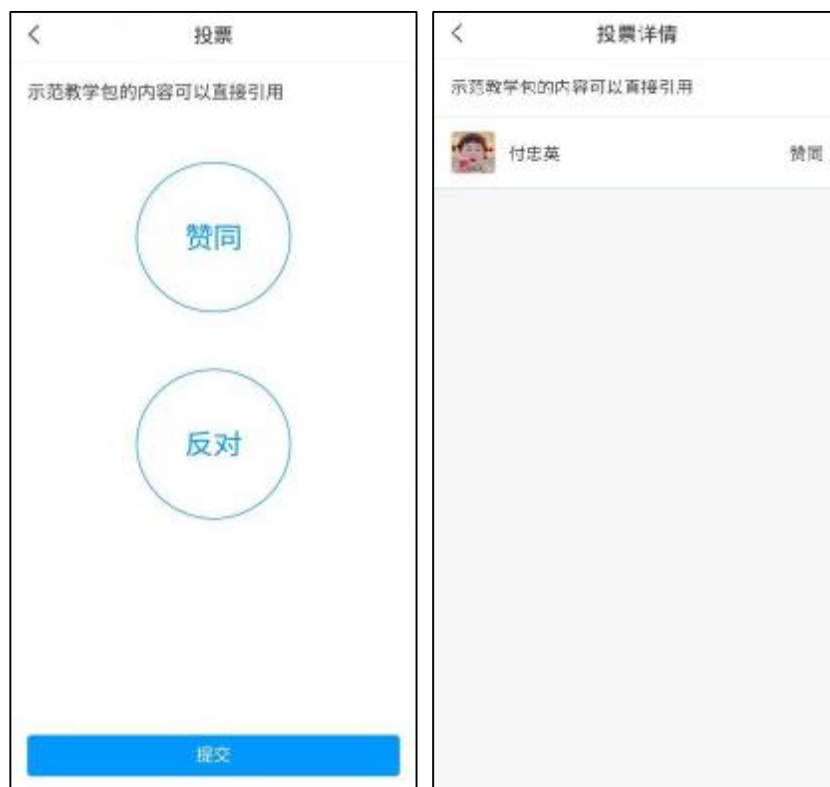 投票
示范教学包的内容可以直接引用
赞同
反对
提交
投票详情
示范教学包的内容可以直接引用
付忠英 赞同